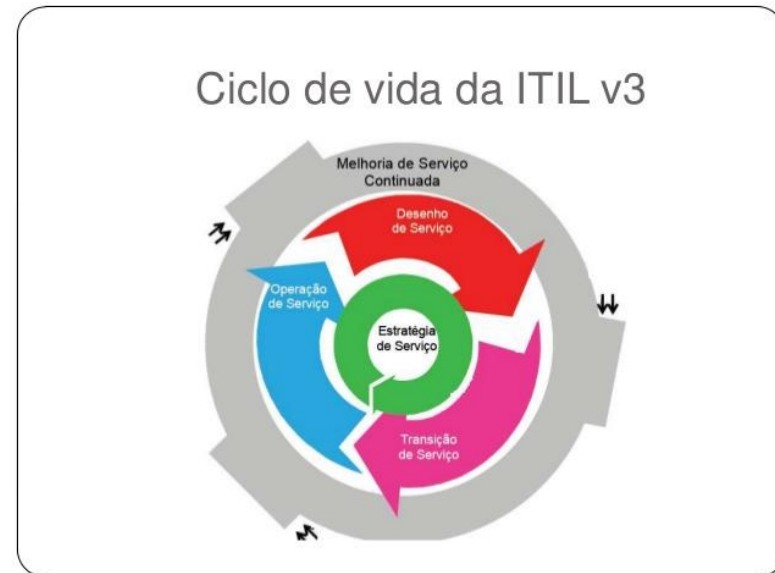 Ciclo de vida da ITIL v3
Melhoria de Serviço
Continuada
Desenho
de Serviço
Operação
de Serviço
Estratégia
de Serviço
Transição
de Serviço